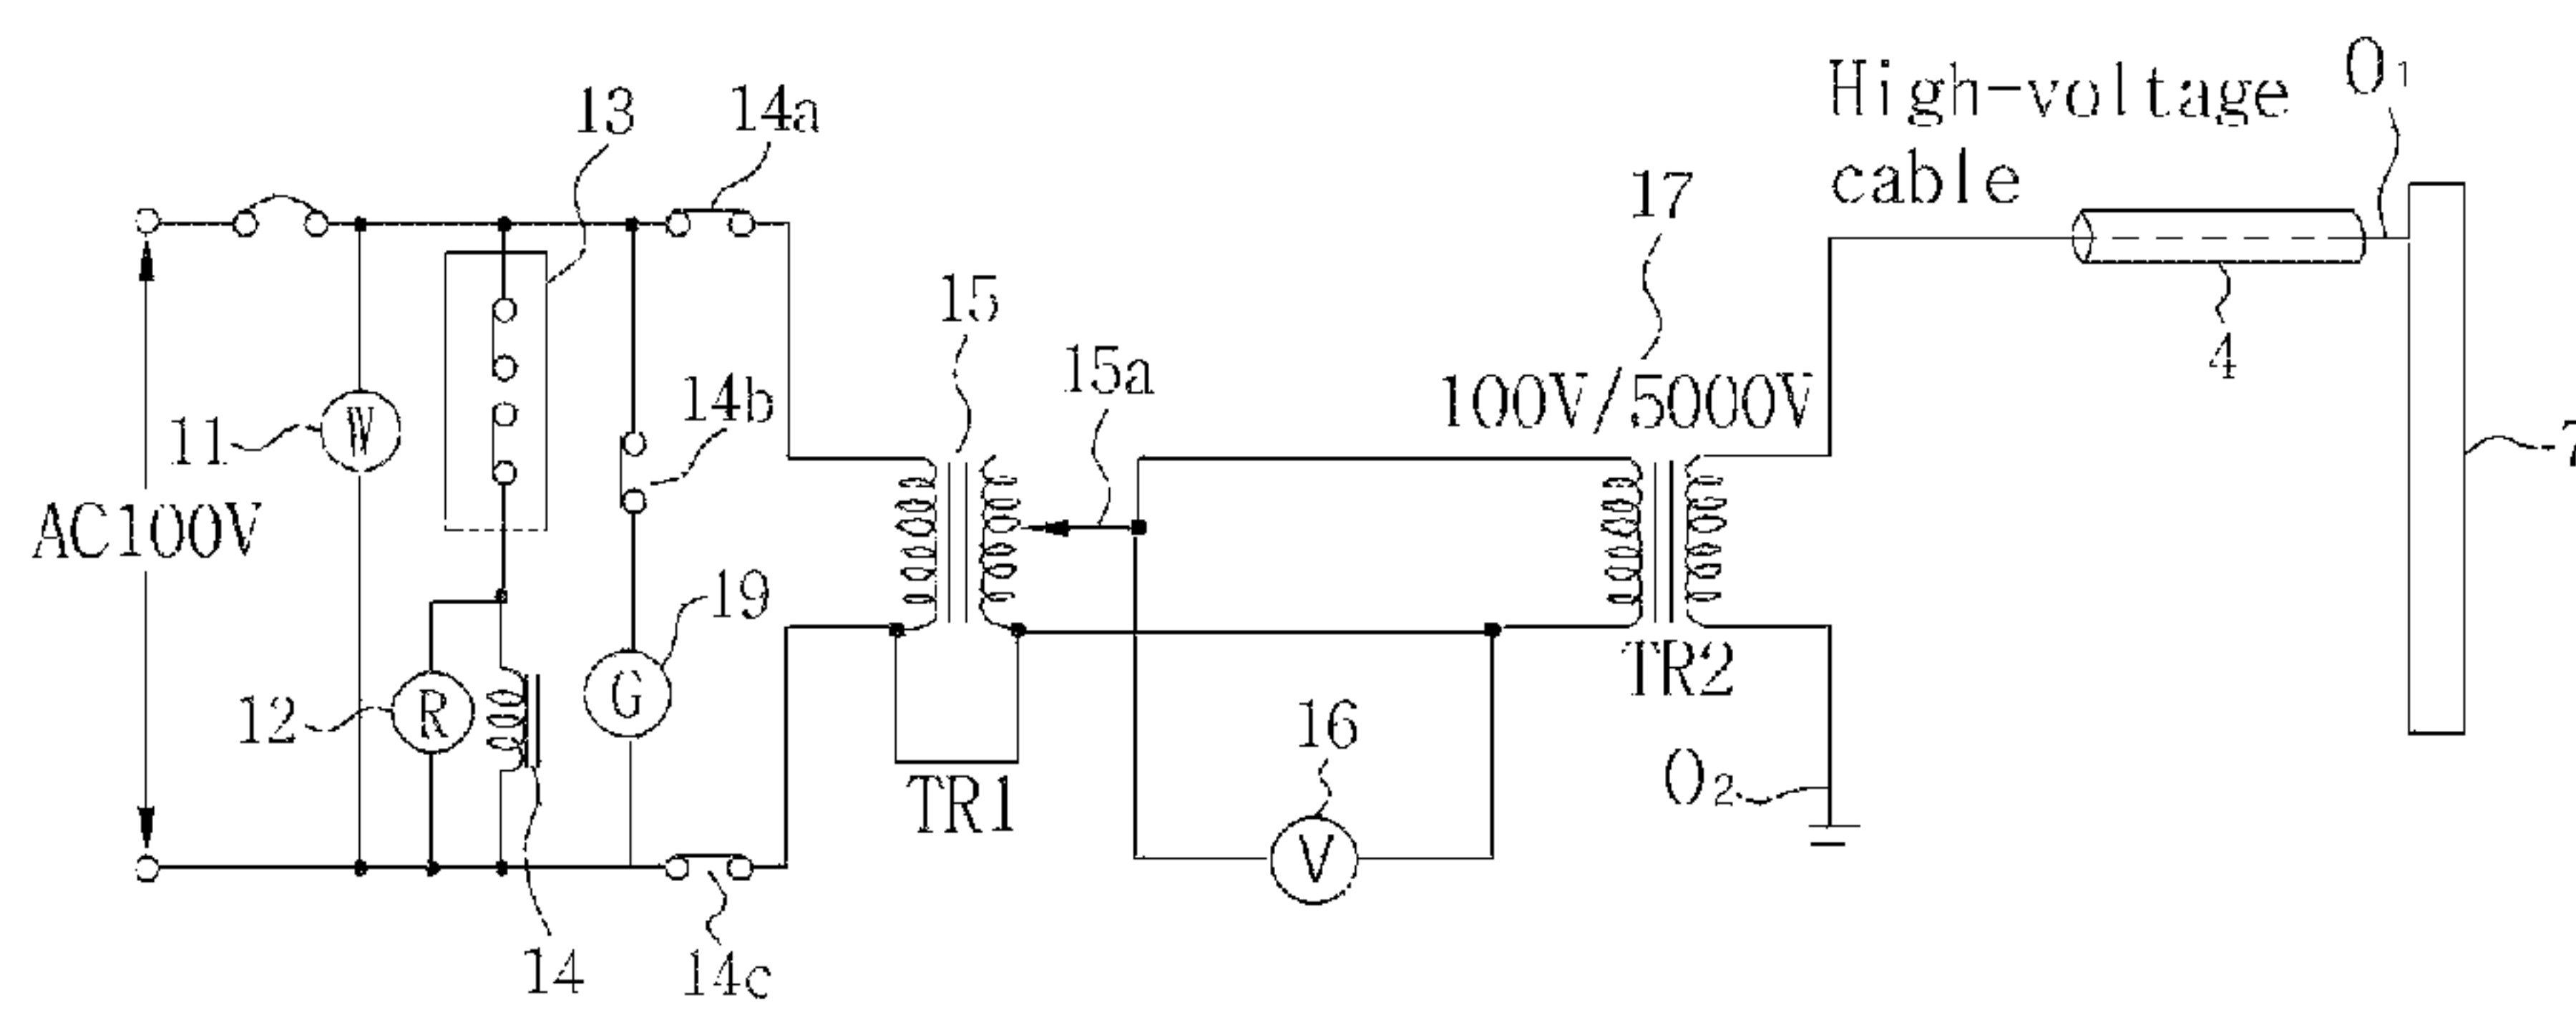 High-voltage
cable
O1
13
14a
17
15
15a
4
100V/5000V
14b
11
W
7
AC100V
19
12
R
G
TR2
16
O2
TR1
V
14
14c